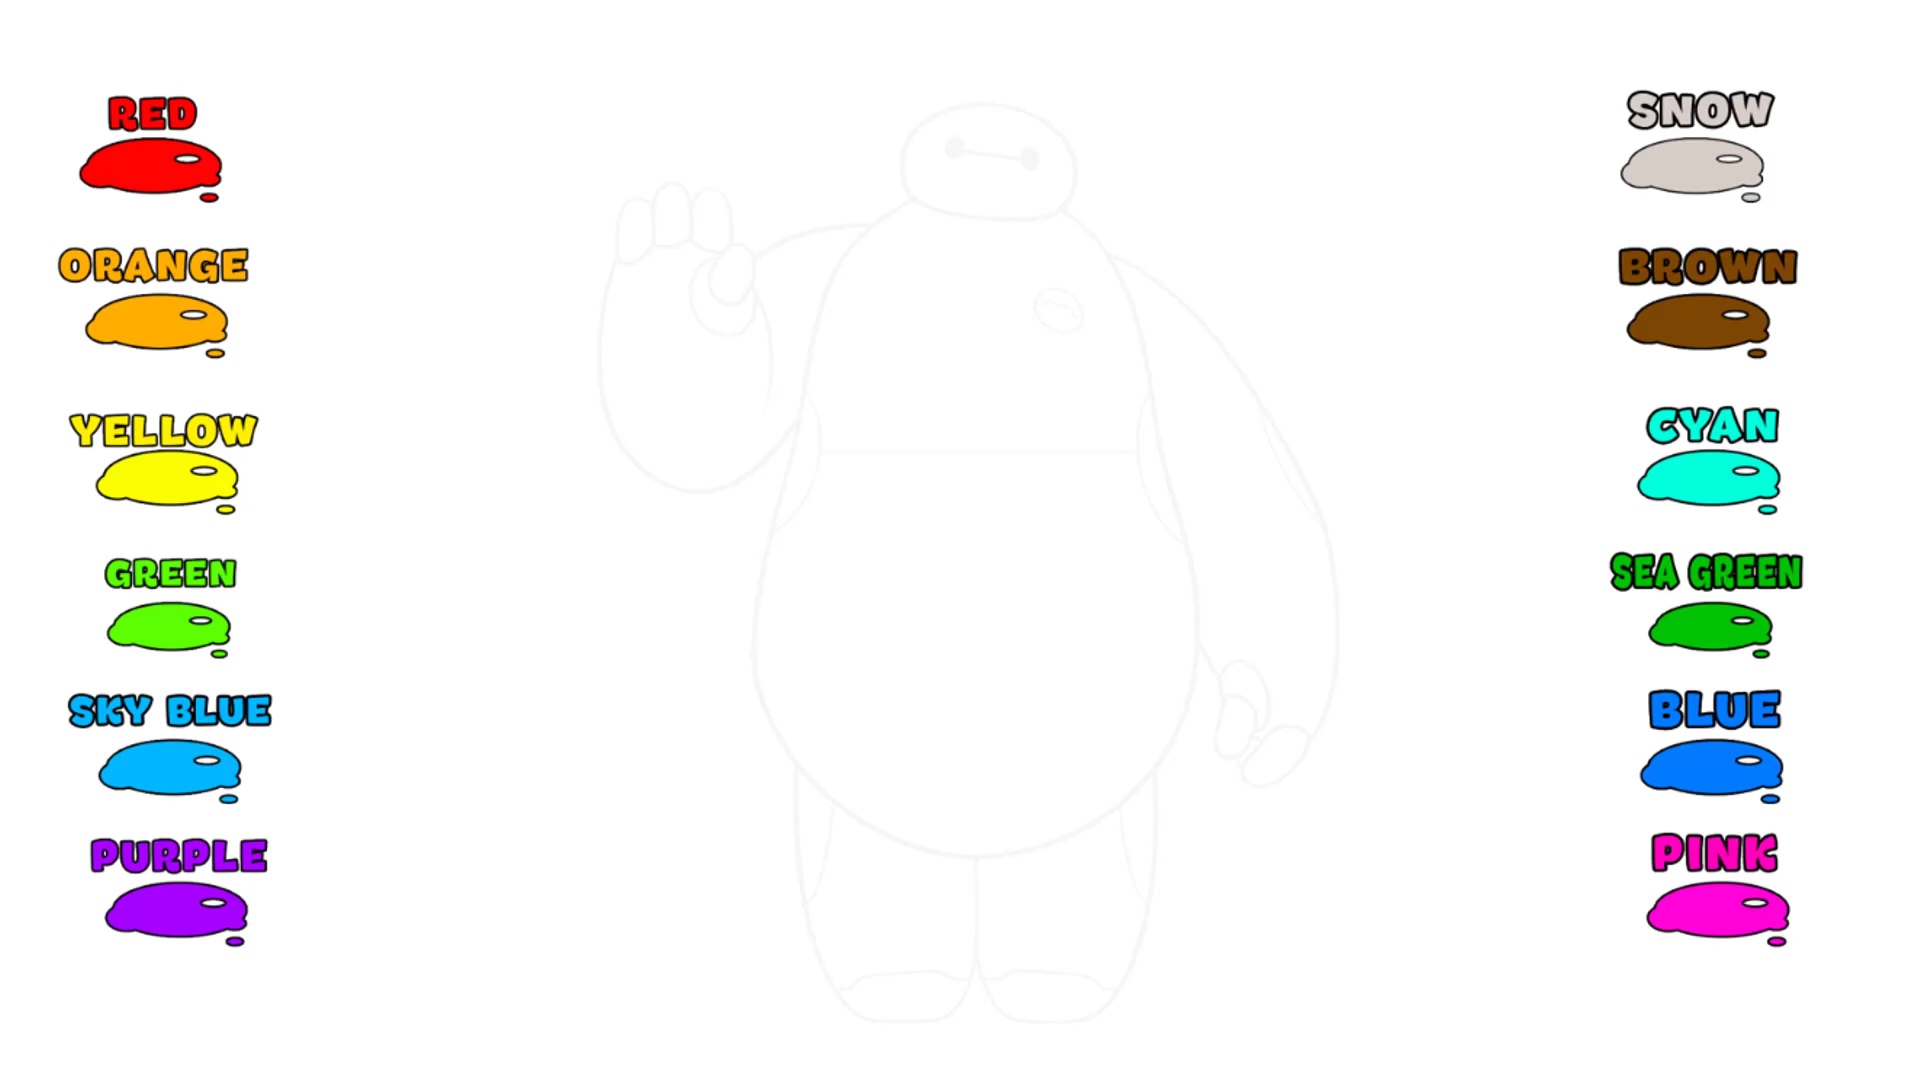 RED
ORANGE
YELLOW
GREEN
SKY BLUE
PURPLE
SNOW
BROWN
CYAN
SEA GREEN
BLUE
PINK